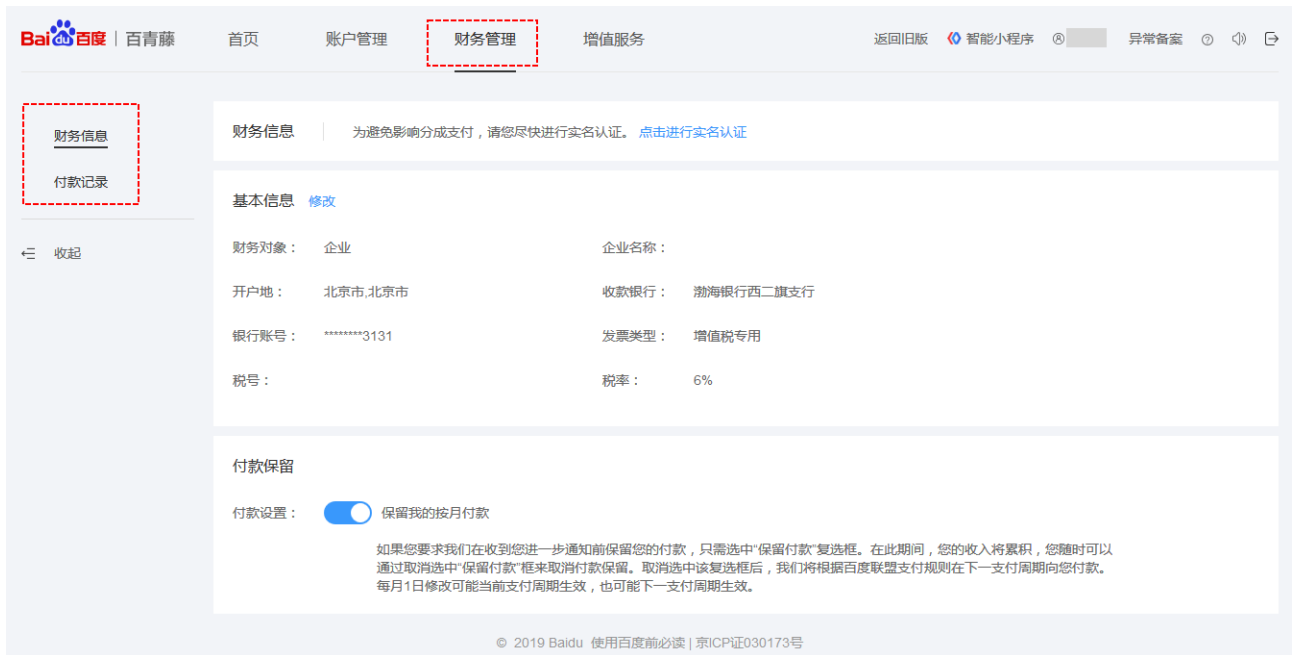 Bai du 百度 | 百青藤 首页 账户管理 财务管理 增值服务 返回旧版 智能小程序 异常备案
财务信息
付款记录
收起
财务信息 为避免影响分成支付，请您尽快进行实名认证。 点击进行实名认证
基本信息 修改
财务对象： 企业 企业名称：
开户地： 北京市,北京市 收款银行： 渤海银行西二旗支行
银行账号： ********3131 发票类型： 增值税专用
税号： 税率： 6%
付款保留
付款设置： 保留我的按月付款
如果您要求我们在收到您进一步通知前保留您的付款，只需选中“保留付款”复选框。在此期间，您的收入将累积，您随时可以
通过取消选中“保留付款”框来取消付款保留。取消选中该复选框后，我们将根据百度联盟支付规则在下一支付周期向您付款。
每月1日修改可能当前支付周期生效，也可能下一支付周期生效。
© 2019 Baidu 使用百度前必读 | 京ICP证030173号